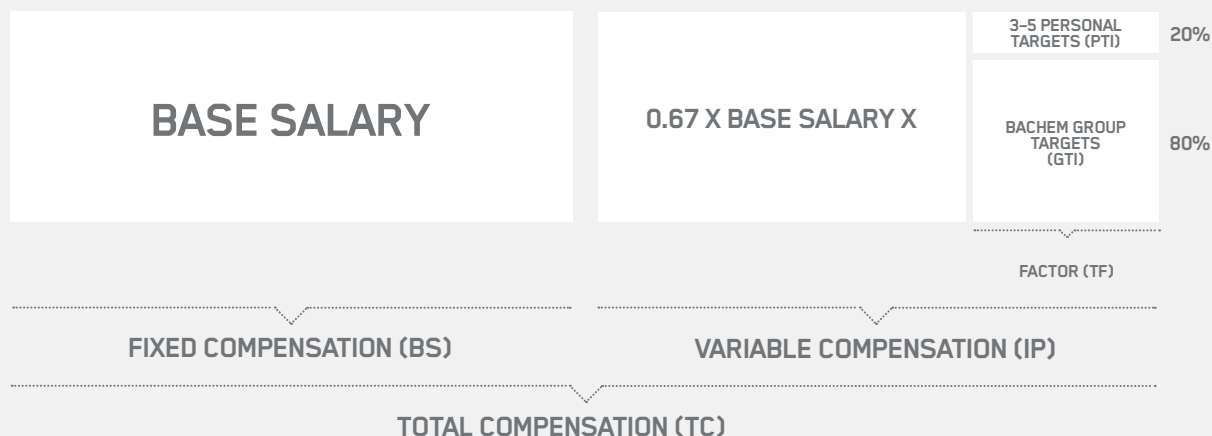 3–5 PERSONAL
TARGETS (PTI)
20%
BASE SALARY
0.67 X BASE SALARY X
BACHEM GROUP
TARGETS
(GTI)
80%
FACTOR (TF)
FIXED COMPENSATION (BS)
VARIABLE COMPENSATION (IP)
TOTAL COMPENSATION (TC)